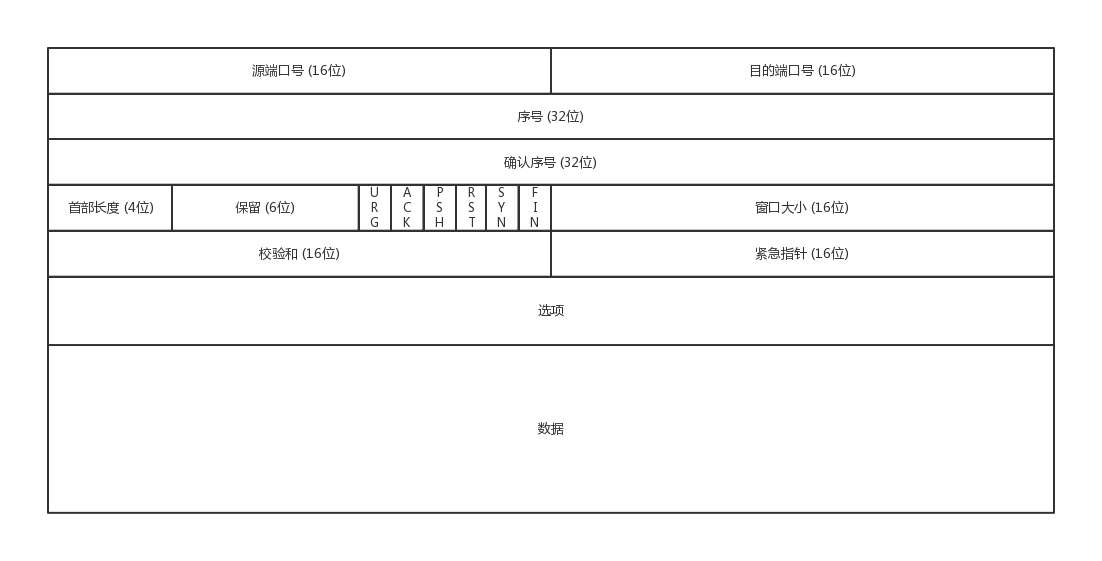 源端口号 (16位) 目的端口号 (16位)
序号 (32位)
确认序号 (32位)
首部长度 (4位) 保留 (6位) URG ACK PSH RST SYN FIN 窗口大小 (16位)
校验和 (16位) 紧急指针 (16位)
选项
数据